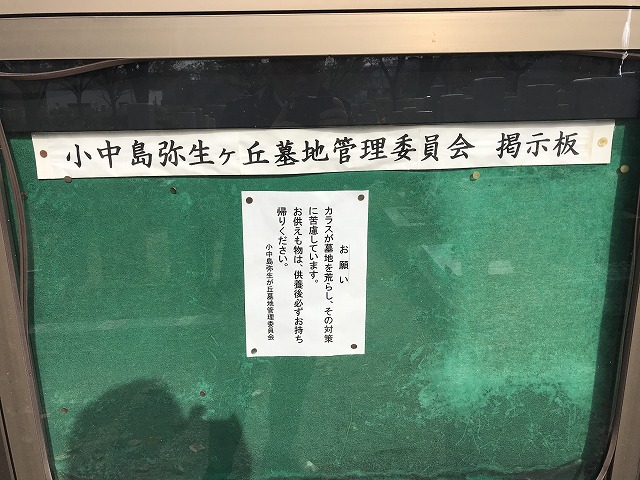 小中島弥生ヶ丘墓地管理委員会 掲示板
お願い
カラスが墓地を荒らし、その対策
に苦慮しています。
お供えも物は、供養後必ずお持ち
帰りください。
小中島弥生が丘墓地管理委員会